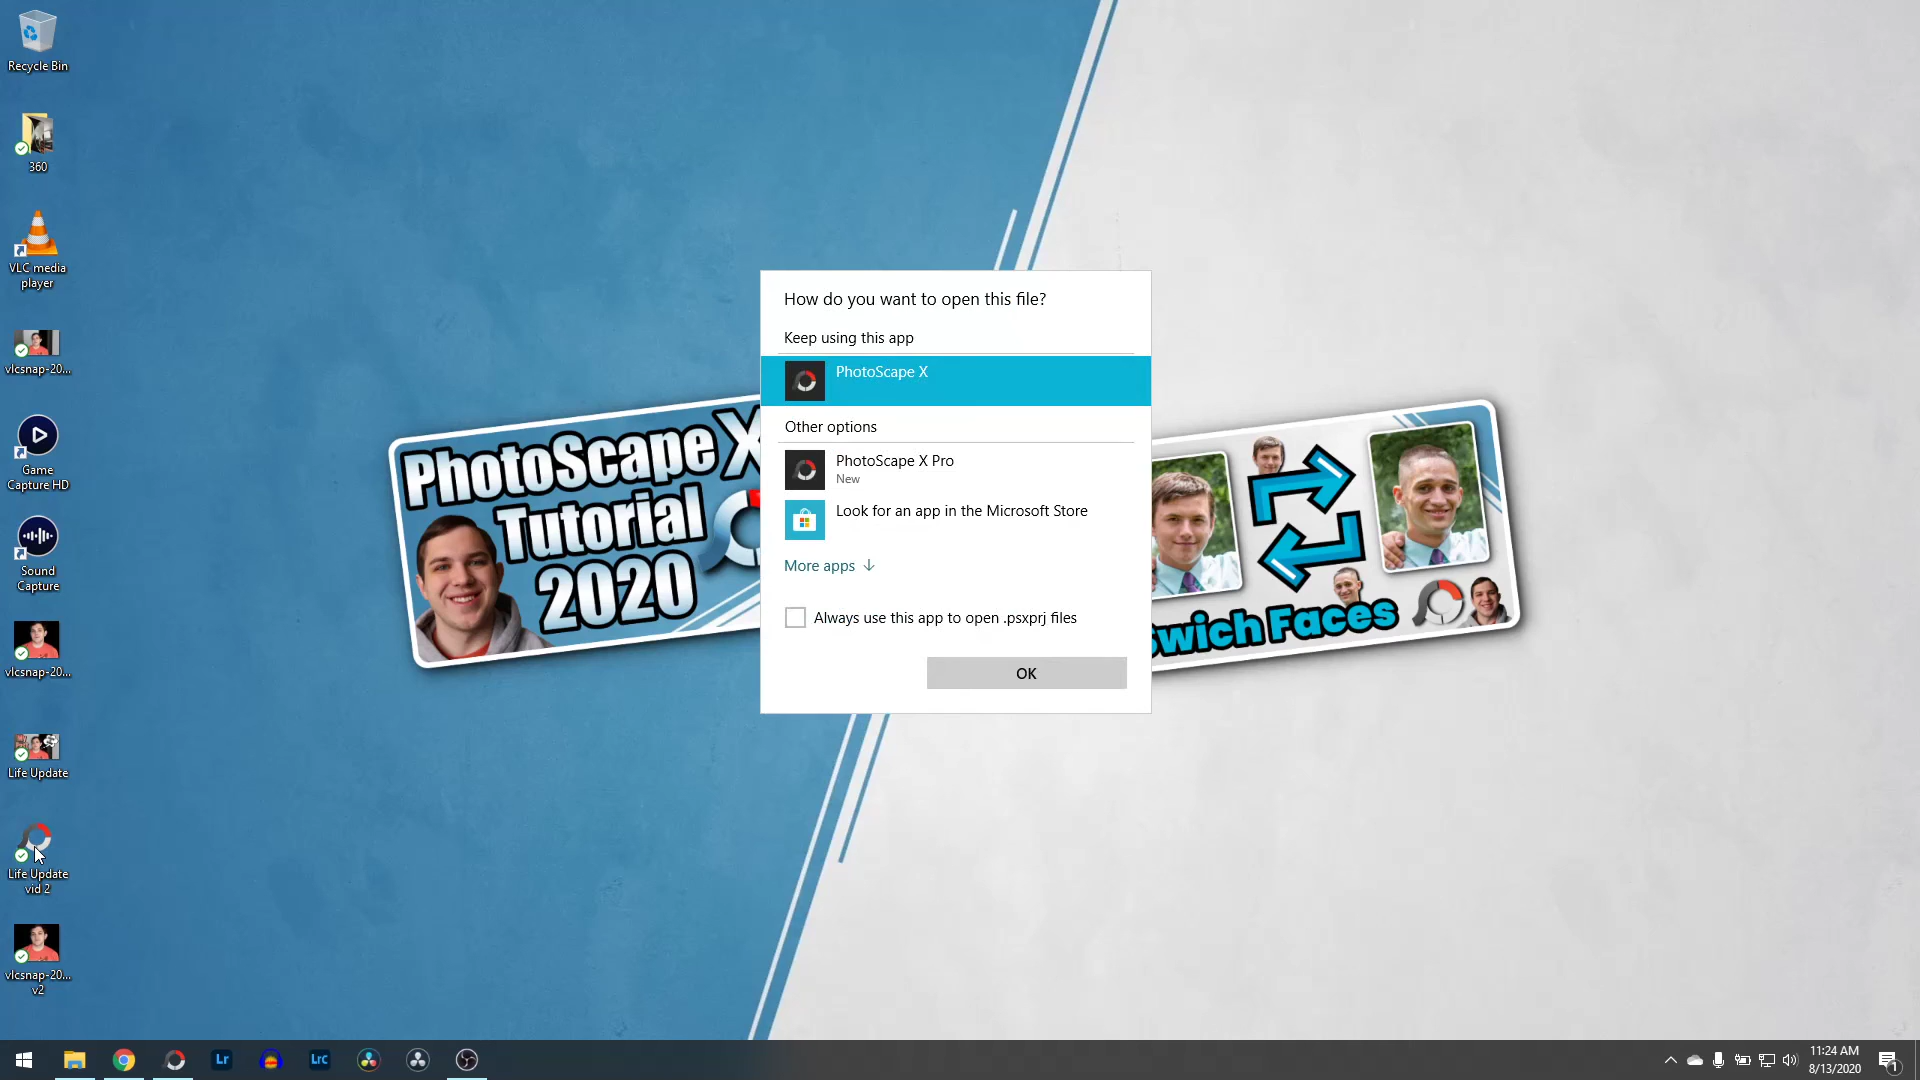 Recycle Bin
360
VLC media
player
vlcsnap-20...
Game
Capture HD
Sound
Capture
vlcsnap-20...
Life Update
Life Update
vid 2
vlcsnap-20...
v2
PhotoScape X
Tutorial
2020
How do you want to open this file?
Keep using this app
PhotoScape X
Other options
PhotoScape X Pro
New
Look for an app in the Microsoft Store
More apps
Always use this app to open .psxprj files
OK
Swich Faces
Lr
LrC
11:24 AM
8/13/2020
1